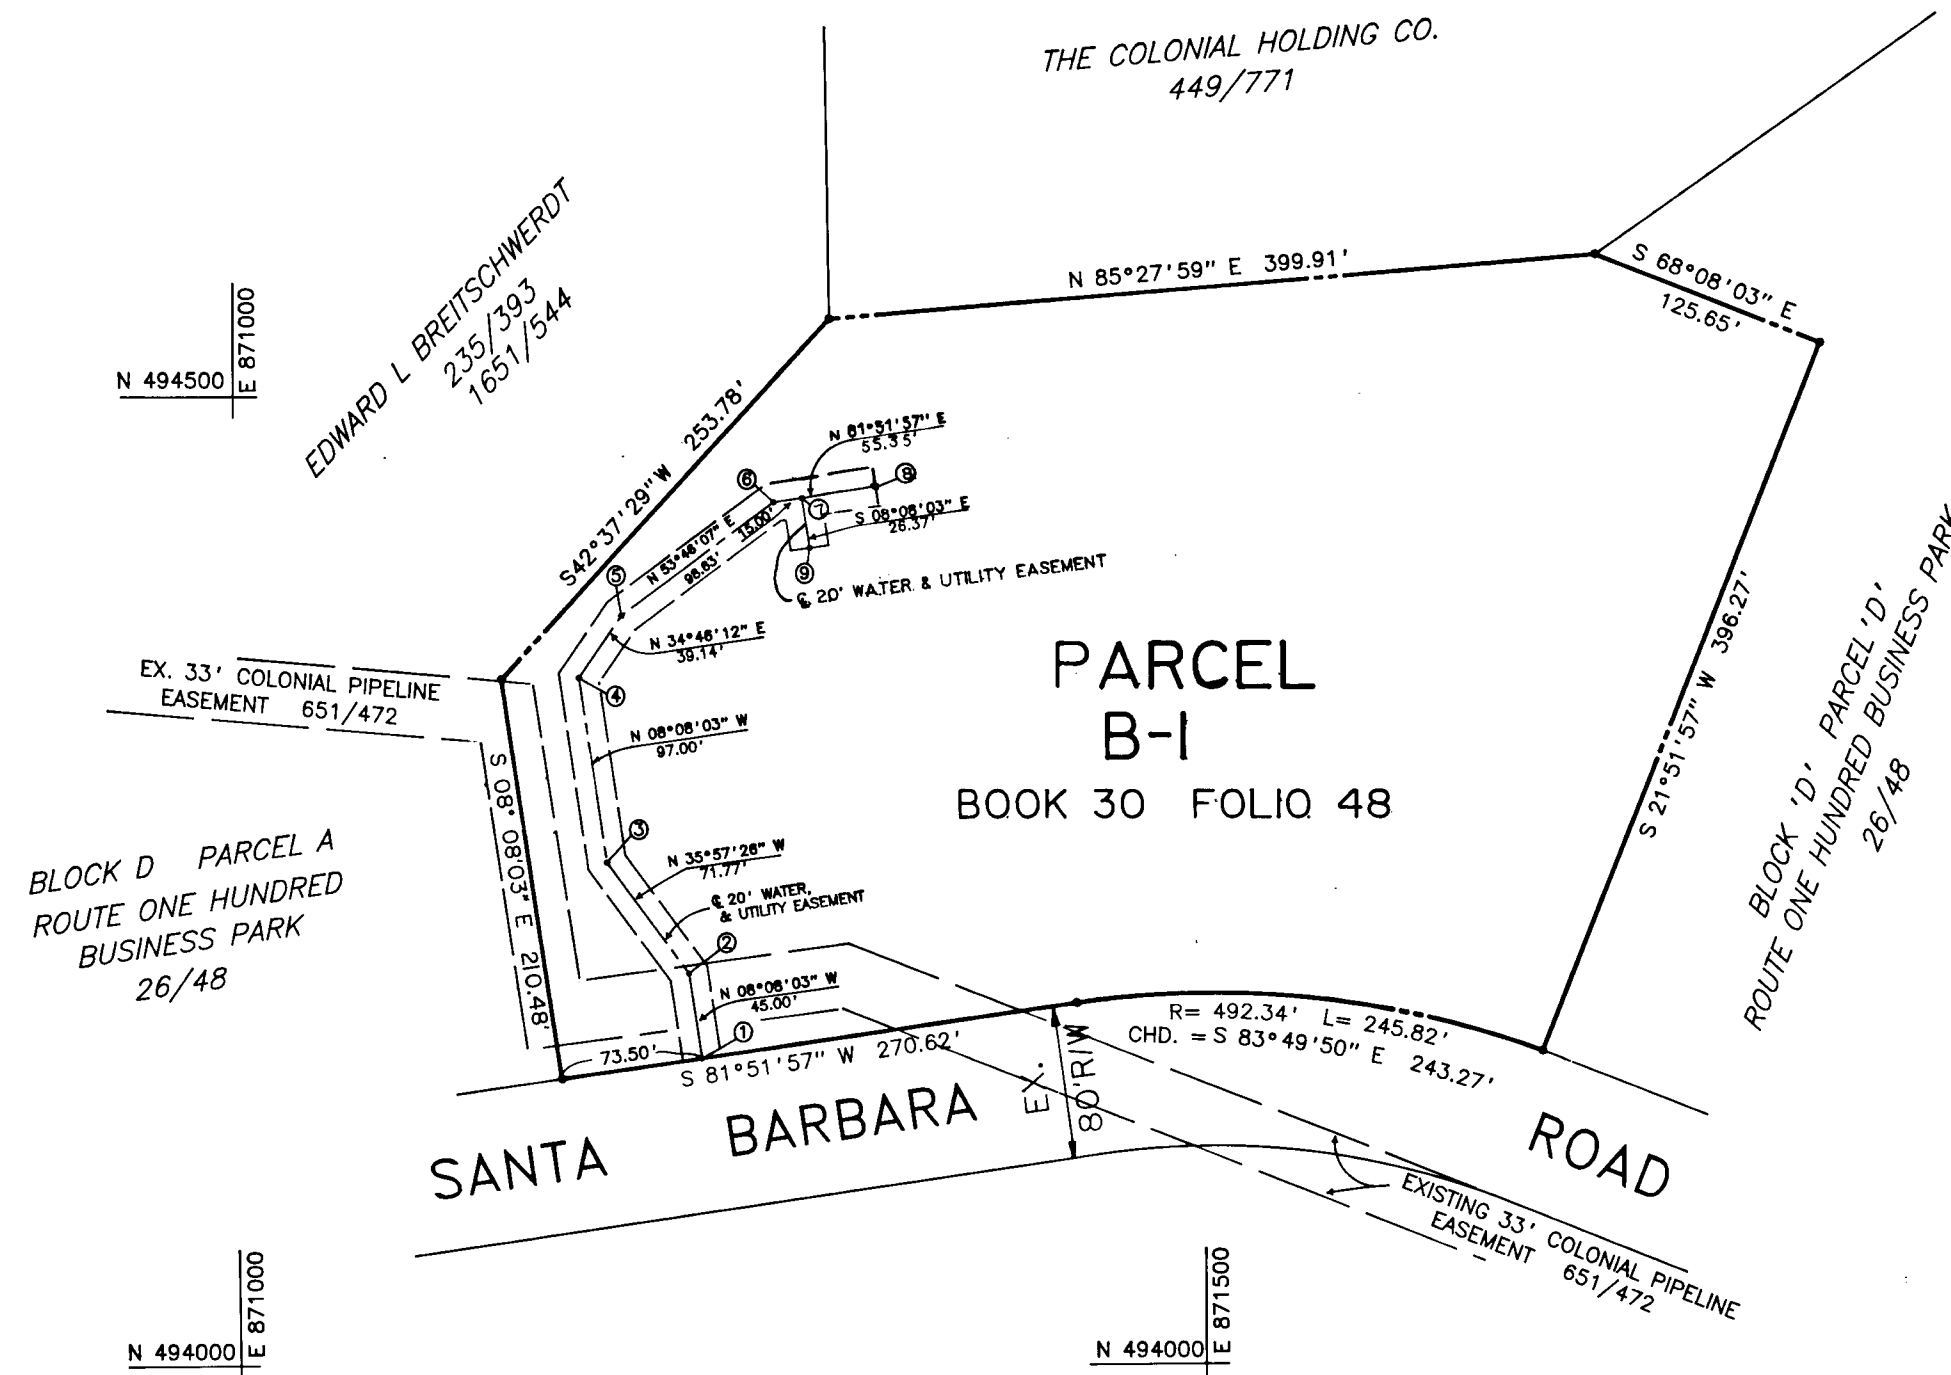 THE COLONIAL HOLDING CO.
449/771
EDWARD L BREITSCHWERDT
235/393
1651/544
N 494500
E 871000
N 85°27'59" E 399.91'
S 68°08'03" E
125.65'
S42°37'29"W 253.78'
N 81°51'57" E
55.35'
6
8
7
S 08°08'03" E
26.37'
15.00'
N 53°46'07" E
98.63'
5
9
℄ 20' WATER & UTILITY EASEMENT
N 34°46'12" E
39.14'
4
EX. 33' COLONIAL PIPELINE
EASEMENT 651/472
N 08°08'03" W
97.00'
PARCEL
B-1
BOOK 30 FOLIO 48
S 21°51'57" W 396.27'
BLOCK 'D' PARCEL 'D'
ROUTE ONE HUNDRED BUSINESS PARK
26/48
S 08° 08'03" E 210.48'
3
N 35°57'26" W
71.77'
℄ 20' WATER,
& UTILITY EASEMENT
2
BLOCK D PARCEL A
ROUTE ONE HUNDRED
BUSINESS PARK
26/48
N 08°08'03" W
45.00'
1
73.50'
S 81°51'57" W 270.62'
R= 492.34' L= 245.82'
CHD. = S 83°49'50" E 243.27'
EX.
80'R/W
SANTA BARBARA ROAD
EXISTING 33' COLONIAL PIPELINE
EASEMENT 651/472
N 494000
E 871000
N 494000
E 871500